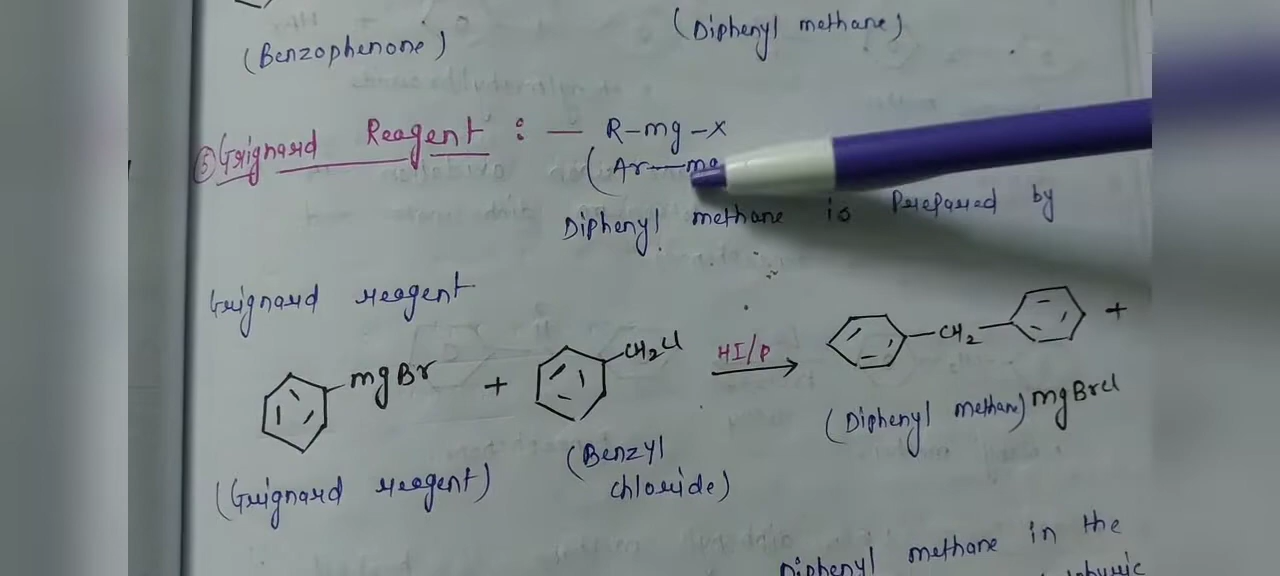 (Benzophenone)
(Diphenyl methane)
⑤ Grignard Reagent : — R-mg-X
(Ar-mg
Diphenyl methane is Prepared by
Grignard reagent
mgBr + CH2Cl HI/P CH2 +
(Grignard reagent) (Benzyl chloride) (Diphenyl methane) mgBrcl
Diphenyl methane in the